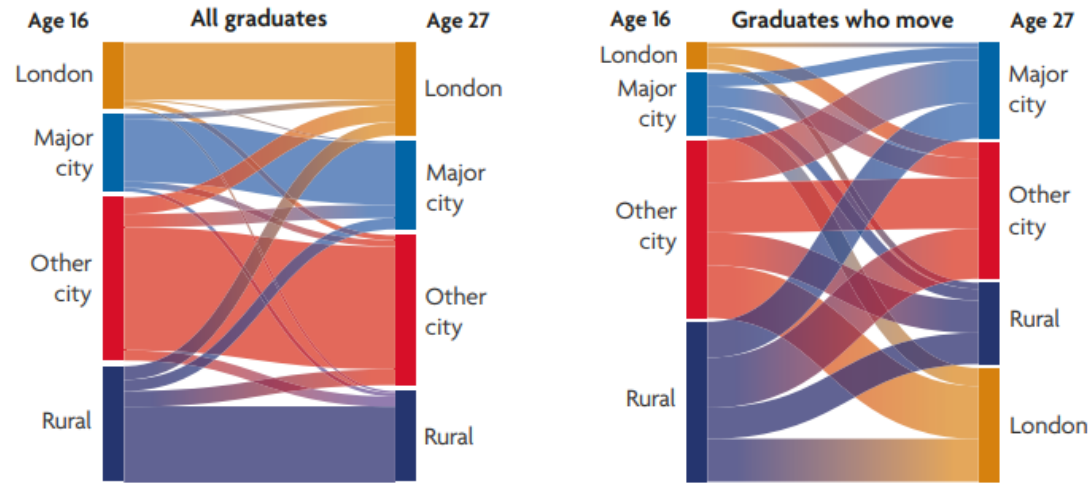 Age 16
All graduates
Age 27
London
Major
city
Other
city
Rural
London
Major
city
Other
city
Rural
Age 16
Graduates who move
Age 27
London
Major
city
Other
city
Rural
Major
city
Other
city
Rural
London